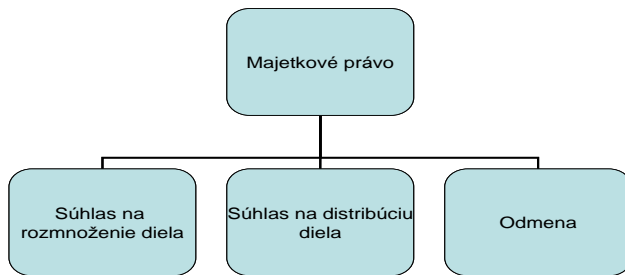 Majetkové právo
Súhlas na
rozmnoženie diela
Súhlas na distribúciu
diela
Odmena